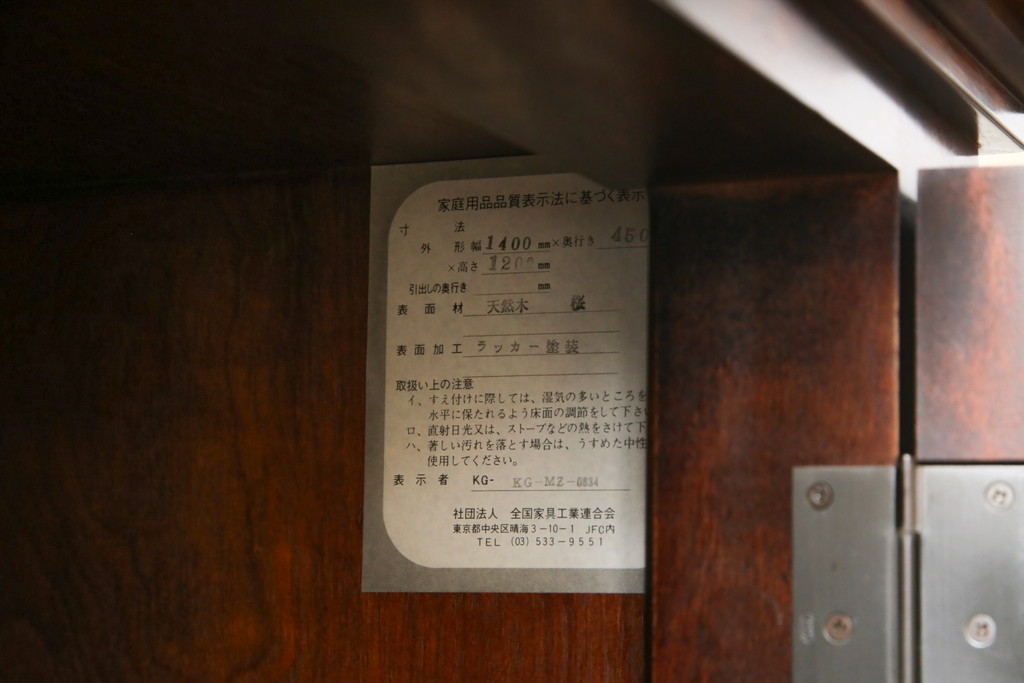 家庭用品品質表示法に基づく表示
寸 法
外 形 幅 1400 mm×奥行き 450
×高さ 1200 mm
引出しの奥行き mm
表 面 材 天然木 桜
表 面 加 工 ラッカー塗装
取扱い上の注意
イ、すえ付けに際しては、湿気の多いところを
水平に保たれるよう床面の調節をして下さい
ロ、直射日光又は、ストーブなどの熱をさけて下
ハ、著しい汚れを落とす場合は、うすめた中性
使用してください。
表 示 者 KG- KG-MZ-0834
社団法人 全国家具工業連合会
東京都中央区晴海3-10-1 JFC内
TEL (03) 533-9551